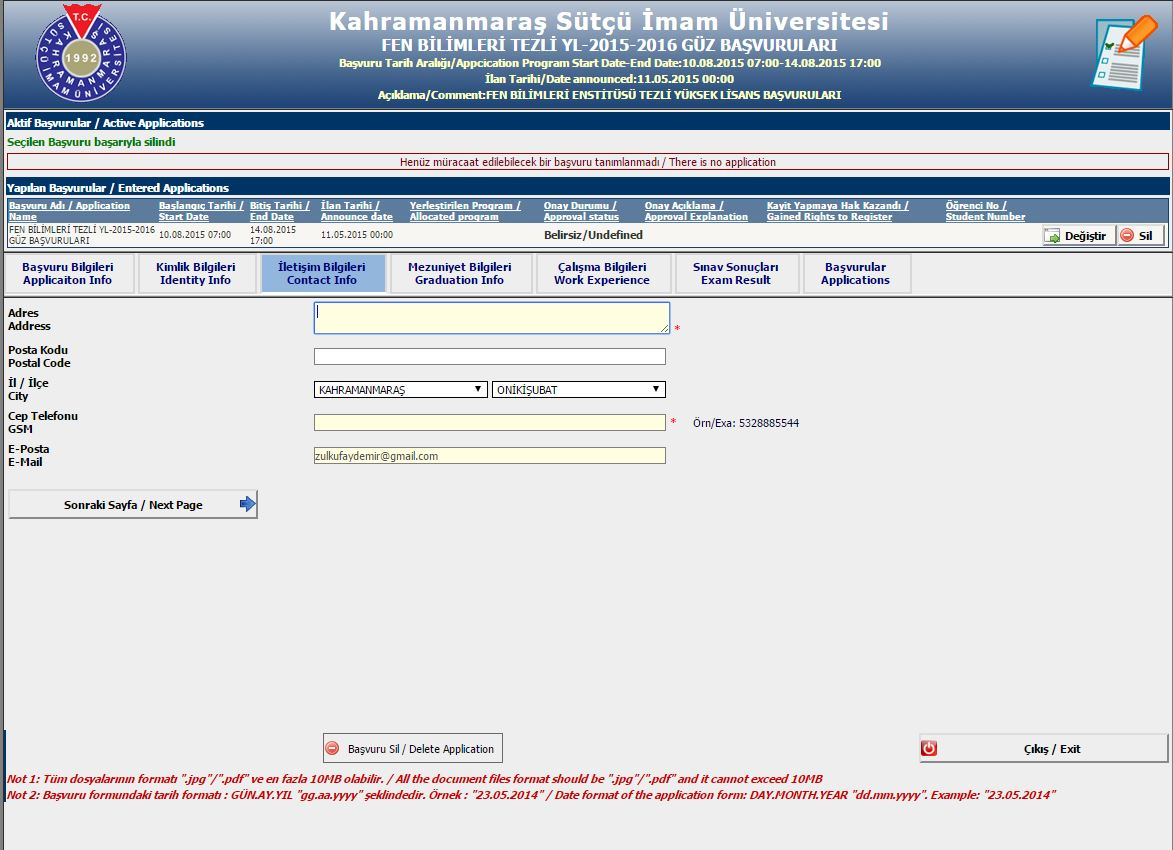 T.C.
KAHRAMANMARAŞ SÜTÇÜ İMAM ÜNİVERSİTESİ
1992
Kahramanmaraş Sütçü İmam Üniversitesi
FEN BİLİMLERİ TEZLİ YL-2015-2016 GÜZ BAŞVURULARI
Başvuru Tarih Aralığı/Appcication Program Start Date-End Date:10.08.2015 07:00-14.08.2015 17:00
İlan Tarihi/Date announced:11.05.2015 00:00
Açıklama/Comment:FEN BİLİMLERİ ENSTİTÜSÜ TEZLİ YÜKSEK LİSANS BAŞVURULARI
Aktif Başvurular / Active Applications
Seçilen Başvuru başarıyla silindi
Henüz müracaat edilebilecek bir başvuru tanımlanmadı / There is no application
Yapılan Başvurular / Entered Applications
Başvuru Adı / Application Başlangıç Tarihi / Bitiş Tarihi / İlan Tarihi / Yerleştirilen Program / Onay Durumu / Onay Açıklama / Kayit Yapmaya Hak Kazandı / Öğrenci No /
Name Start Date End Date Announce date Allocated program Approval status Approval Explanation Gained Rights to Register Student Number
FEN BİLİMLERİ TEZLİ YL-2015-2016 10.08.2015 07:00 14.08.2015 11.05.2015 00:00 Belirsiz/Undefined Değiştir Sil
GÜZ BAŞVURULARI 17:00
Başvuru Bilgileri Kimlik Bilgileri İletişim Bilgileri Mezuniyet Bilgileri Çalışma Bilgileri Sınav Sonuçları Başvurular
Applicaiton Info Identity Info Contact Info Graduation Info Work Experience Exam Result Applications
Adres
Address *
Posta Kodu
Postal Code
İl / İlçe KAHRAMANMARAŞ ONİKİŞUBAT
City
Cep Telefonu * Örn/Exa: 5328885544
GSM
E-Posta zulkufaydemir@gmail.com
E-Mail
Sonraki Sayfa / Next Page
Başvuru Sil / Delete Application Çıkış / Exit
Not 1: Tüm dosyalarının formatı ".jpg"/".pdf" ve en fazla 10MB olabilir. / All the document files format should be ".jpg"/".pdf" and it cannot exceed 10MB
Not 2: Başvuru formundaki tarih formatı : GÜN.AY.YIL "gg.aa.yyyy" şeklindedir. Örnek : "23.05.2014" / Date format of the application form: DAY.MONTH.YEAR "dd.mm.yyyy". Example: "23.05.2014"